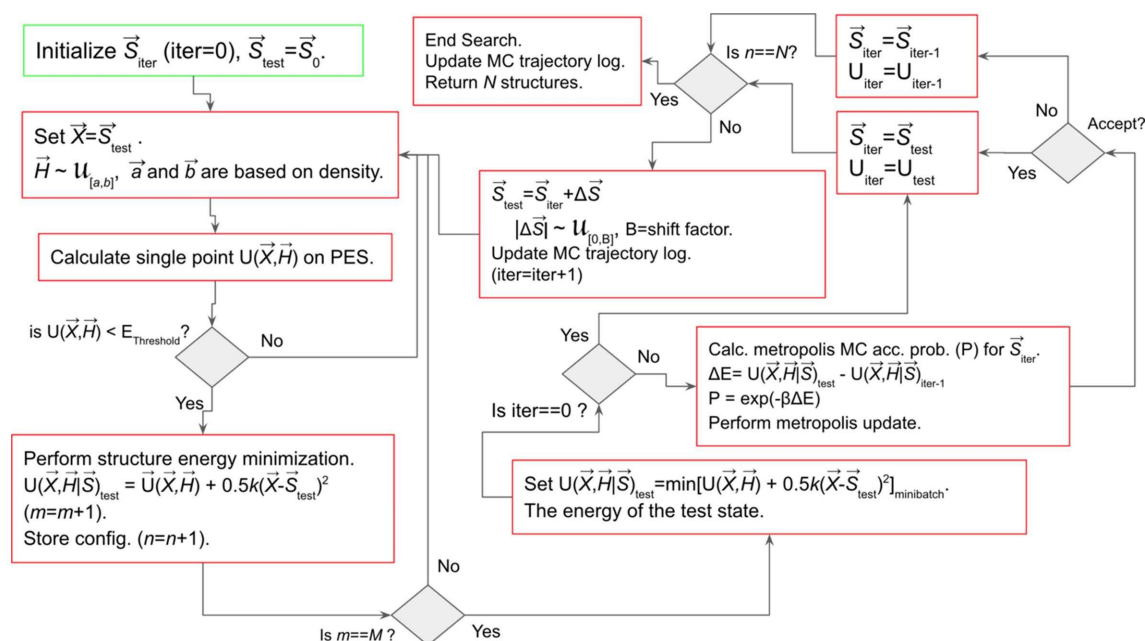 Initialize S⃗iter (iter=0), S⃗test=S⃗0.
Set X⃗=S⃗test .
H⃗ ~ 𝓤[a,b], a⃗ and b⃗ are based on density.
Calculate single point U(X⃗,H⃗) on PES.
is U(X⃗,H⃗) < EThreshold?
No
Yes
Perform structure energy minimization.
U(X⃗,H⃗|S⃗)test = U⃗(X⃗,H⃗) + 0.5k(X⃗-S⃗test)²
(m=m+1).
Store config. (n=n+1).
Is m==M ?
No
Yes
Set U(X⃗,H⃗|S⃗)test=min[U(X⃗,H⃗) + 0.5k(X⃗-S⃗test)²]minibatch.
The energy of the test state.
Is iter==0 ?
Yes
No
Calc. metropolis MC acc. prob. (P) for S⃗iter.
ΔE= U(X⃗,H⃗|S⃗)test - U(X⃗,H⃗|S⃗)iter-1
P = exp(-βΔE)
Perform metropolis update.
Accept?
No
Yes
S⃗iter=S⃗iter-1
Uiter=Uiter-1
S⃗iter=S⃗test
Uiter=Utest
Is n==N?
Yes
No
End Search.
Update MC trajectory log.
Return N structures.
S⃗test=S⃗iter+ΔS⃗
|ΔS⃗| ~ 𝓤[0,B], B=shift factor.
Update MC trajectory log.
(iter=iter+1)